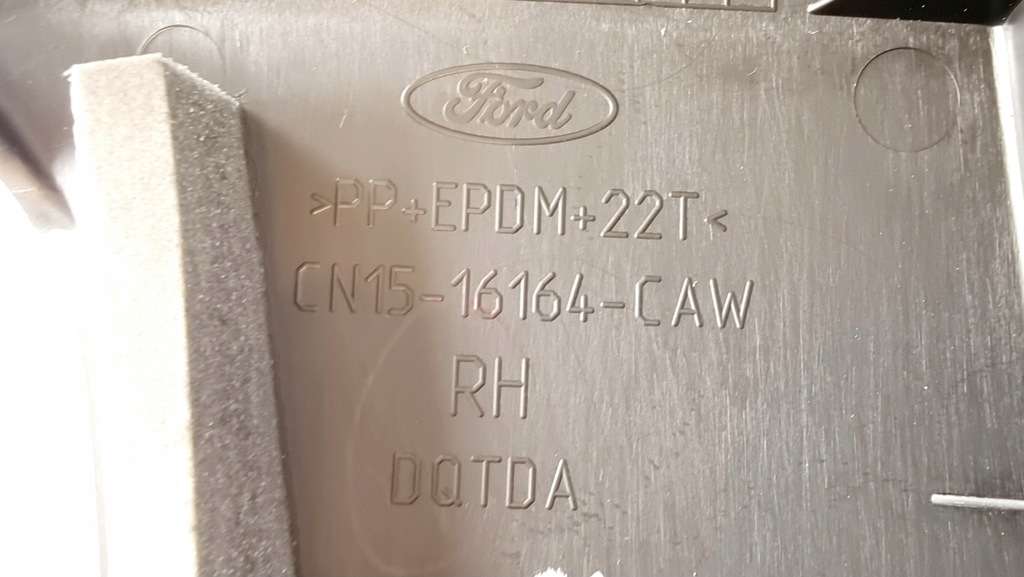 Ford
>PP+EPDM+22T<
CN15-16164-CAW
RH
DQTDA